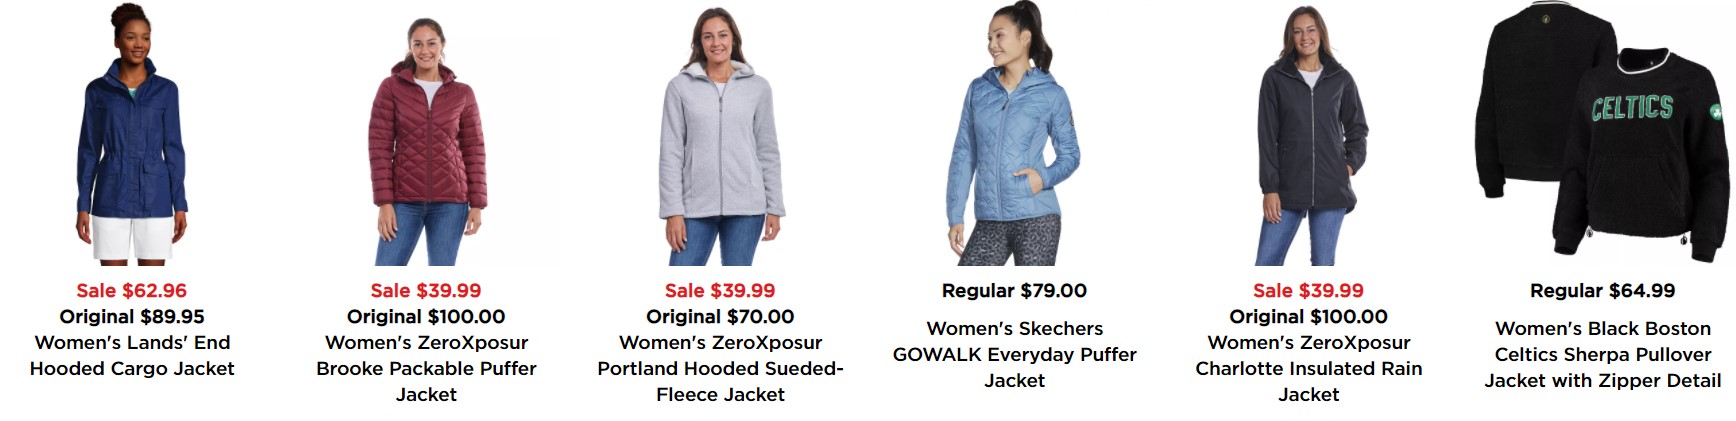 CELTICS
Sale $62.96
Original $89.95
Women's Lands' End
Hooded Cargo Jacket
Sale $39.99
Original $100.00
Women's ZeroXposur
Brooke Packable Puffer
Jacket
Sale $39.99
Original $70.00
Women's ZeroXposur
Portland Hooded Sueded-
Fleece Jacket
Regular $79.00
Women's Skechers
GOWALK Everyday Puffer
Jacket
Sale $39.99
Original $100.00
Women's ZeroXposur
Charlotte Insulated Rain
Jacket
Regular $64.99
Women's Black Boston
Celtics Sherpa Pullover
Jacket with Zipper Detail